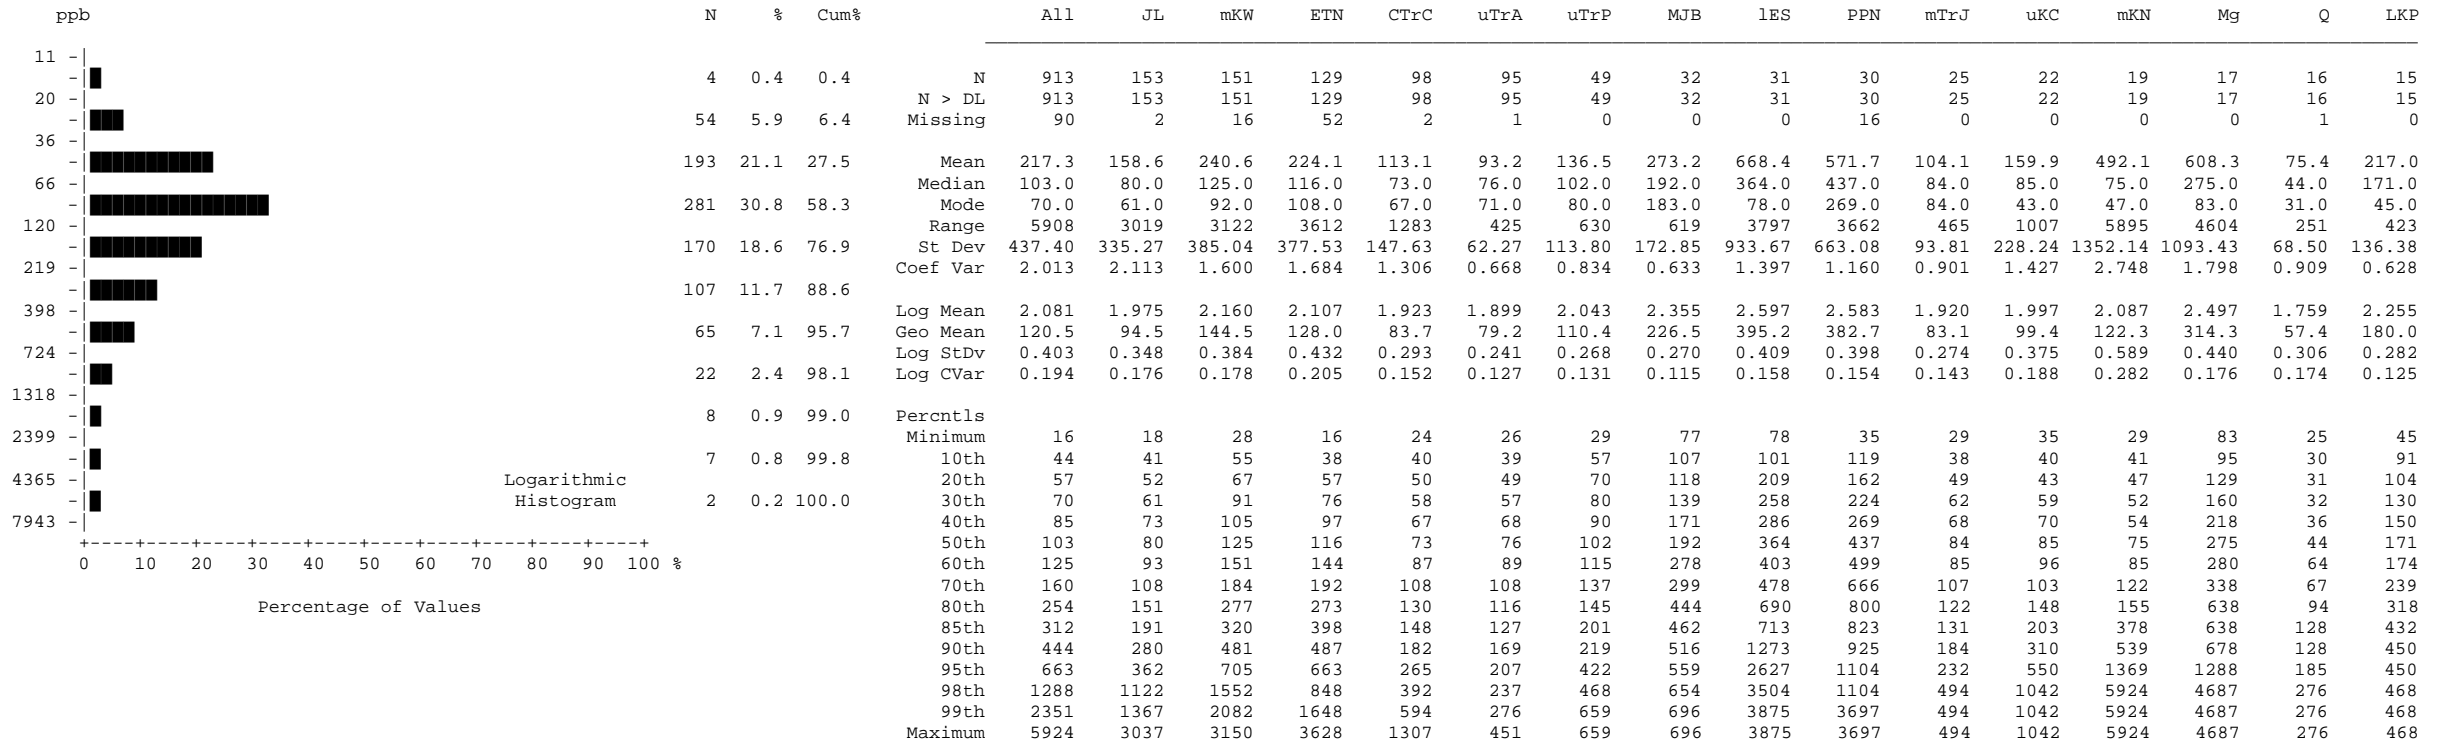 ppb N % Cum% All JL mKW ETN CTrC uTrA uTrP MJB lES PPN mTrJ uKC mKN Mg Q LKP
11 -
- 4 0.4 0.4 N 913 153 151 129 98 95 49 32 31 30 25 22 19 17 16 15
20 - N > DL 913 153 151 129 98 95 49 32 31 30 25 22 19 17 16 15
- 54 5.9 6.4 Missing 90 2 16 52 2 1 0 0 0 16 0 0 0 0 1 0
36 -
- 193 21.1 27.5 Mean 217.3 158.6 240.6 224.1 113.1 93.2 136.5 273.2 668.4 571.7 104.1 159.9 492.1 608.3 75.4 217.0
66 - Median 103.0 80.0 125.0 116.0 73.0 76.0 102.0 192.0 364.0 437.0 84.0 85.0 75.0 275.0 44.0 171.0
- 281 30.8 58.3 Mode 70.0 61.0 92.0 108.0 67.0 71.0 80.0 183.0 78.0 269.0 84.0 43.0 47.0 83.0 31.0 45.0
120 - Range 5908 3019 3122 3612 1283 425 630 619 3797 3662 465 1007 5895 4604 251 423
- 170 18.6 76.9 St Dev 437.40 335.27 385.04 377.53 147.63 62.27 113.80 172.85 933.67 663.08 93.81 228.24 1352.14 1093.43 68.50 136.38
219 - Coef Var 2.013 2.113 1.600 1.684 1.306 0.668 0.834 0.633 1.397 1.160 0.901 1.427 2.748 1.798 0.909 0.628
- 107 11.7 88.6
398 - Log Mean 2.081 1.975 2.160 2.107 1.923 1.899 2.043 2.355 2.597 2.583 1.920 1.997 2.087 2.497 1.759 2.255
- 65 7.1 95.7 Geo Mean 120.5 94.5 144.5 128.0 83.7 79.2 110.4 226.5 395.2 382.7 83.1 99.4 122.3 314.3 57.4 180.0
724 - Log StDv 0.403 0.348 0.384 0.432 0.293 0.241 0.268 0.270 0.409 0.398 0.274 0.375 0.589 0.440 0.306 0.282
- 22 2.4 98.1 Log CVar 0.194 0.176 0.178 0.205 0.152 0.127 0.131 0.115 0.158 0.154 0.143 0.188 0.282 0.176 0.174 0.125
1318 -
- 8 0.9 99.0 Percntls
2399 - Minimum 16 18 28 16 24 26 29 77 78 35 29 35 29 83 25 45
- 7 0.8 99.8 10th 44 41 55 38 40 39 57 107 101 119 38 40 41 95 30 91
4365 - Logarithmic 20th 57 52 67 57 50 49 70 118 209 162 49 43 47 129 31 104
- Histogram 2 0.2 100.0 30th 70 61 91 76 58 57 80 139 258 224 62 59 52 160 32 130
7943 - 40th 85 73 105 97 67 68 90 171 286 269 68 70 54 218 36 150
50th 103 80 125 116 73 76 102 192 364 437 84 85 75 275 44 171
0 10 20 30 40 50 60 70 80 90 100 % 60th 125 93 151 144 87 89 115 278 403 499 85 96 85 280 64 174
70th 160 108 184 192 108 108 137 299 478 666 107 103 122 338 67 239
Percentage of Values 80th 254 151 277 273 130 116 145 444 690 800 122 148 155 638 94 318
85th 312 191 320 398 148 127 201 462 713 823 131 203 378 638 128 432
90th 444 280 481 487 182 169 219 516 1273 925 184 310 539 678 128 450
95th 663 362 705 663 265 207 422 559 2627 1104 232 550 1369 1288 185 450
98th 1288 1122 1552 848 392 237 468 654 3504 1104 494 1042 5924 4687 276 468
99th 2351 1367 2082 1648 594 276 659 696 3875 3697 494 1042 5924 4687 276 468
Maximum 5924 3037 3150 3628 1307 451 659 696 3875 3697 494 1042 5924 4687 276 468